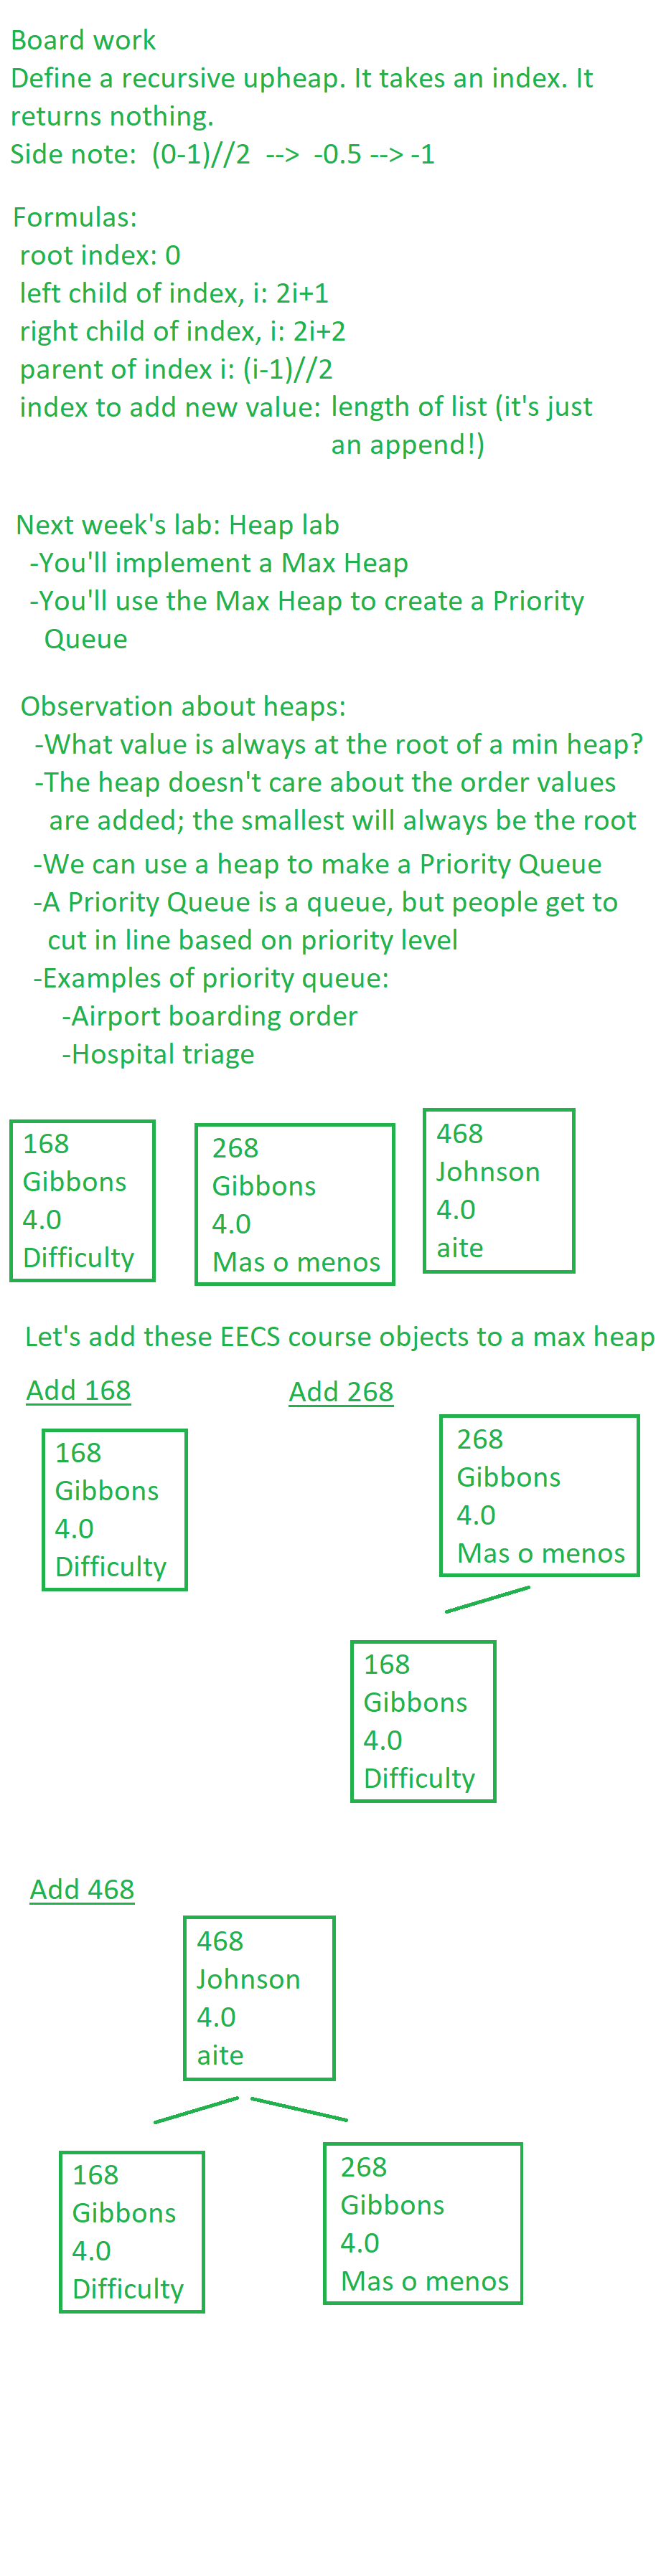 Board work
Define a recursive upheap. It takes an index. It
returns nothing.
Side note:  (0-1)//2  -->  -0.5 --> -1
Formulas:
root index: 0
left child of index, i: 2i+1
right child of index, i: 2i+2
parent of index i: (i-1)//2
index to add new value: length of list (it's just
an append!)
Next week's lab: Heap lab
-You'll implement a Max Heap
-You'll use the Max Heap to create a Priority
Queue
Observation about heaps:
-What value is always at the root of a min heap?
-The heap doesn't care about the order values
are added; the smallest will always be the root
-We can use a heap to make a Priority Queue
-A Priority Queue is a queue, but people get to
cut in line based on priority level
-Examples of priority queue:
-Airport boarding order
-Hospital triage
168
Gibbons
4.0
Difficulty
268
Gibbons
4.0
Mas o menos
468
Johnson
4.0
aite
Let's add these EECS course objects to a max heap
Add 168
168
Gibbons
4.0
Difficulty
Add 268
268
Gibbons
4.0
Mas o menos
168
Gibbons
4.0
Difficulty
Add 468
468
Johnson
4.0
aite
168
Gibbons
4.0
Difficulty
268
Gibbons
4.0
Mas o menos